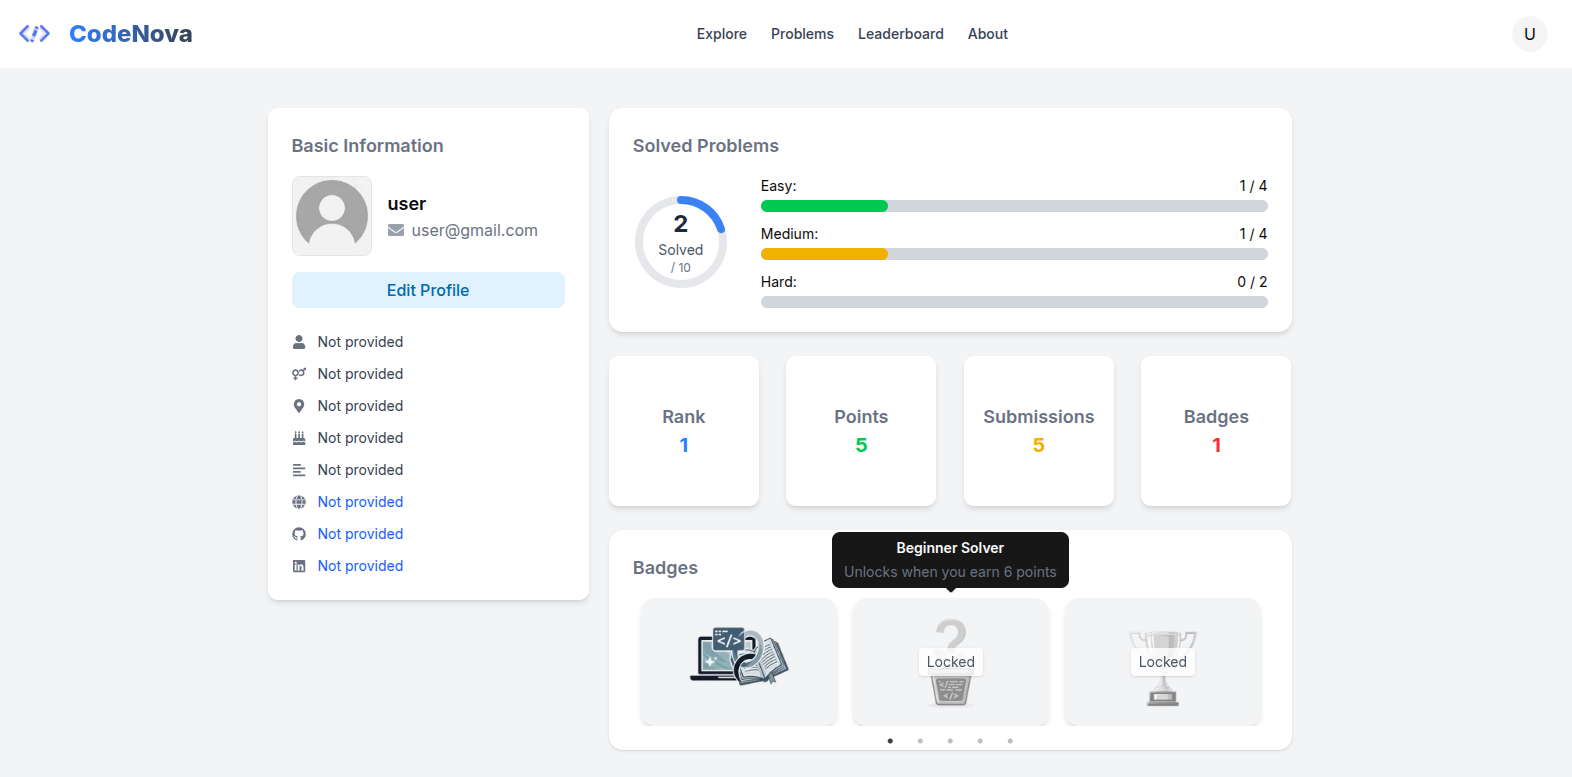 CodeNova
Explore Problems Leaderboard About
U
Basic Information
user
user@gmail.com
Edit Profile
Not provided
Not provided
Not provided
Not provided
Not provided
Not provided
Not provided
Not provided
Solved Problems
2
Solved
/ 10
Easy: 1 / 4
Medium: 1 / 4
Hard: 0 / 2
Rank
1
Points
5
Submissions
5
Badges
1
Badges
Beginner Solver
Unlocks when you earn 6 points
</>
Locked
</>
Locked